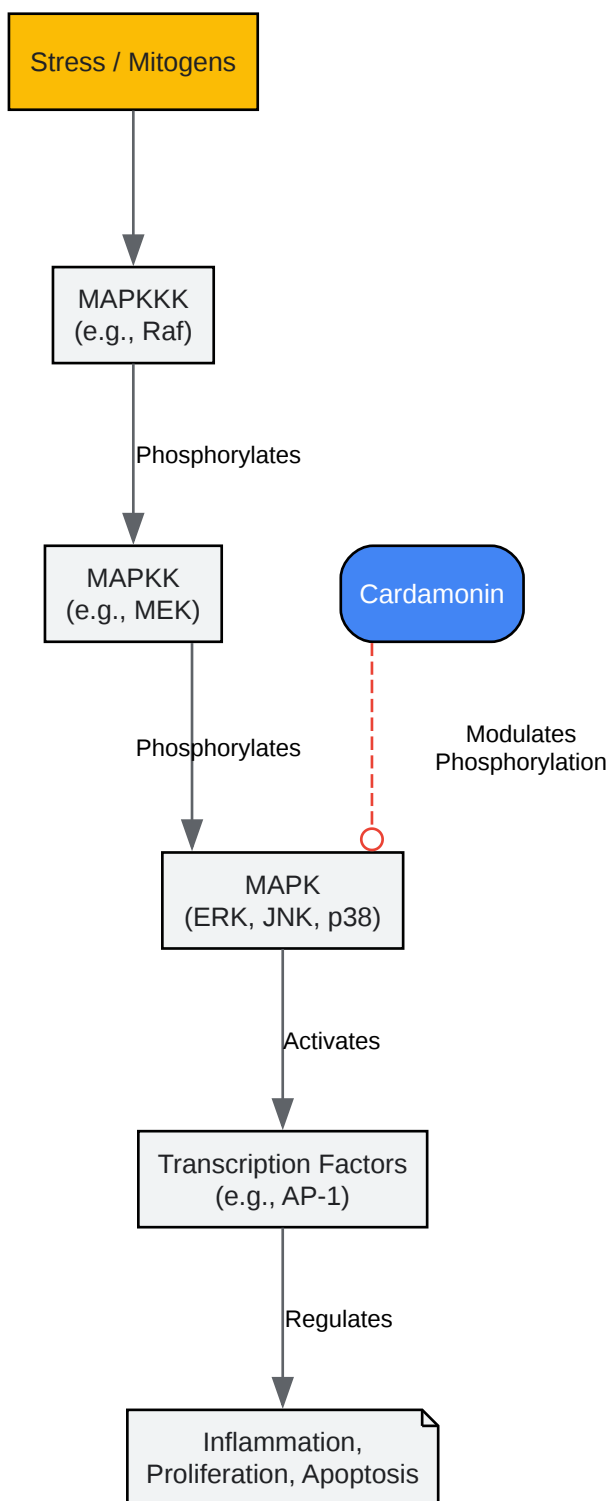 Stress / Mitogens
MAPKKK
(e.g., Raf)
Phosphorylates
MAPKK
(e.g., MEK)
Cardamonin
Phosphorylates
Modulates
Phosphorylation
MAPK
(ERK, JNK, p38)
Activates
Transcription Factors
(e.g., AP-1)
Regulates
Inflammation,
Proliferation, Apoptosis